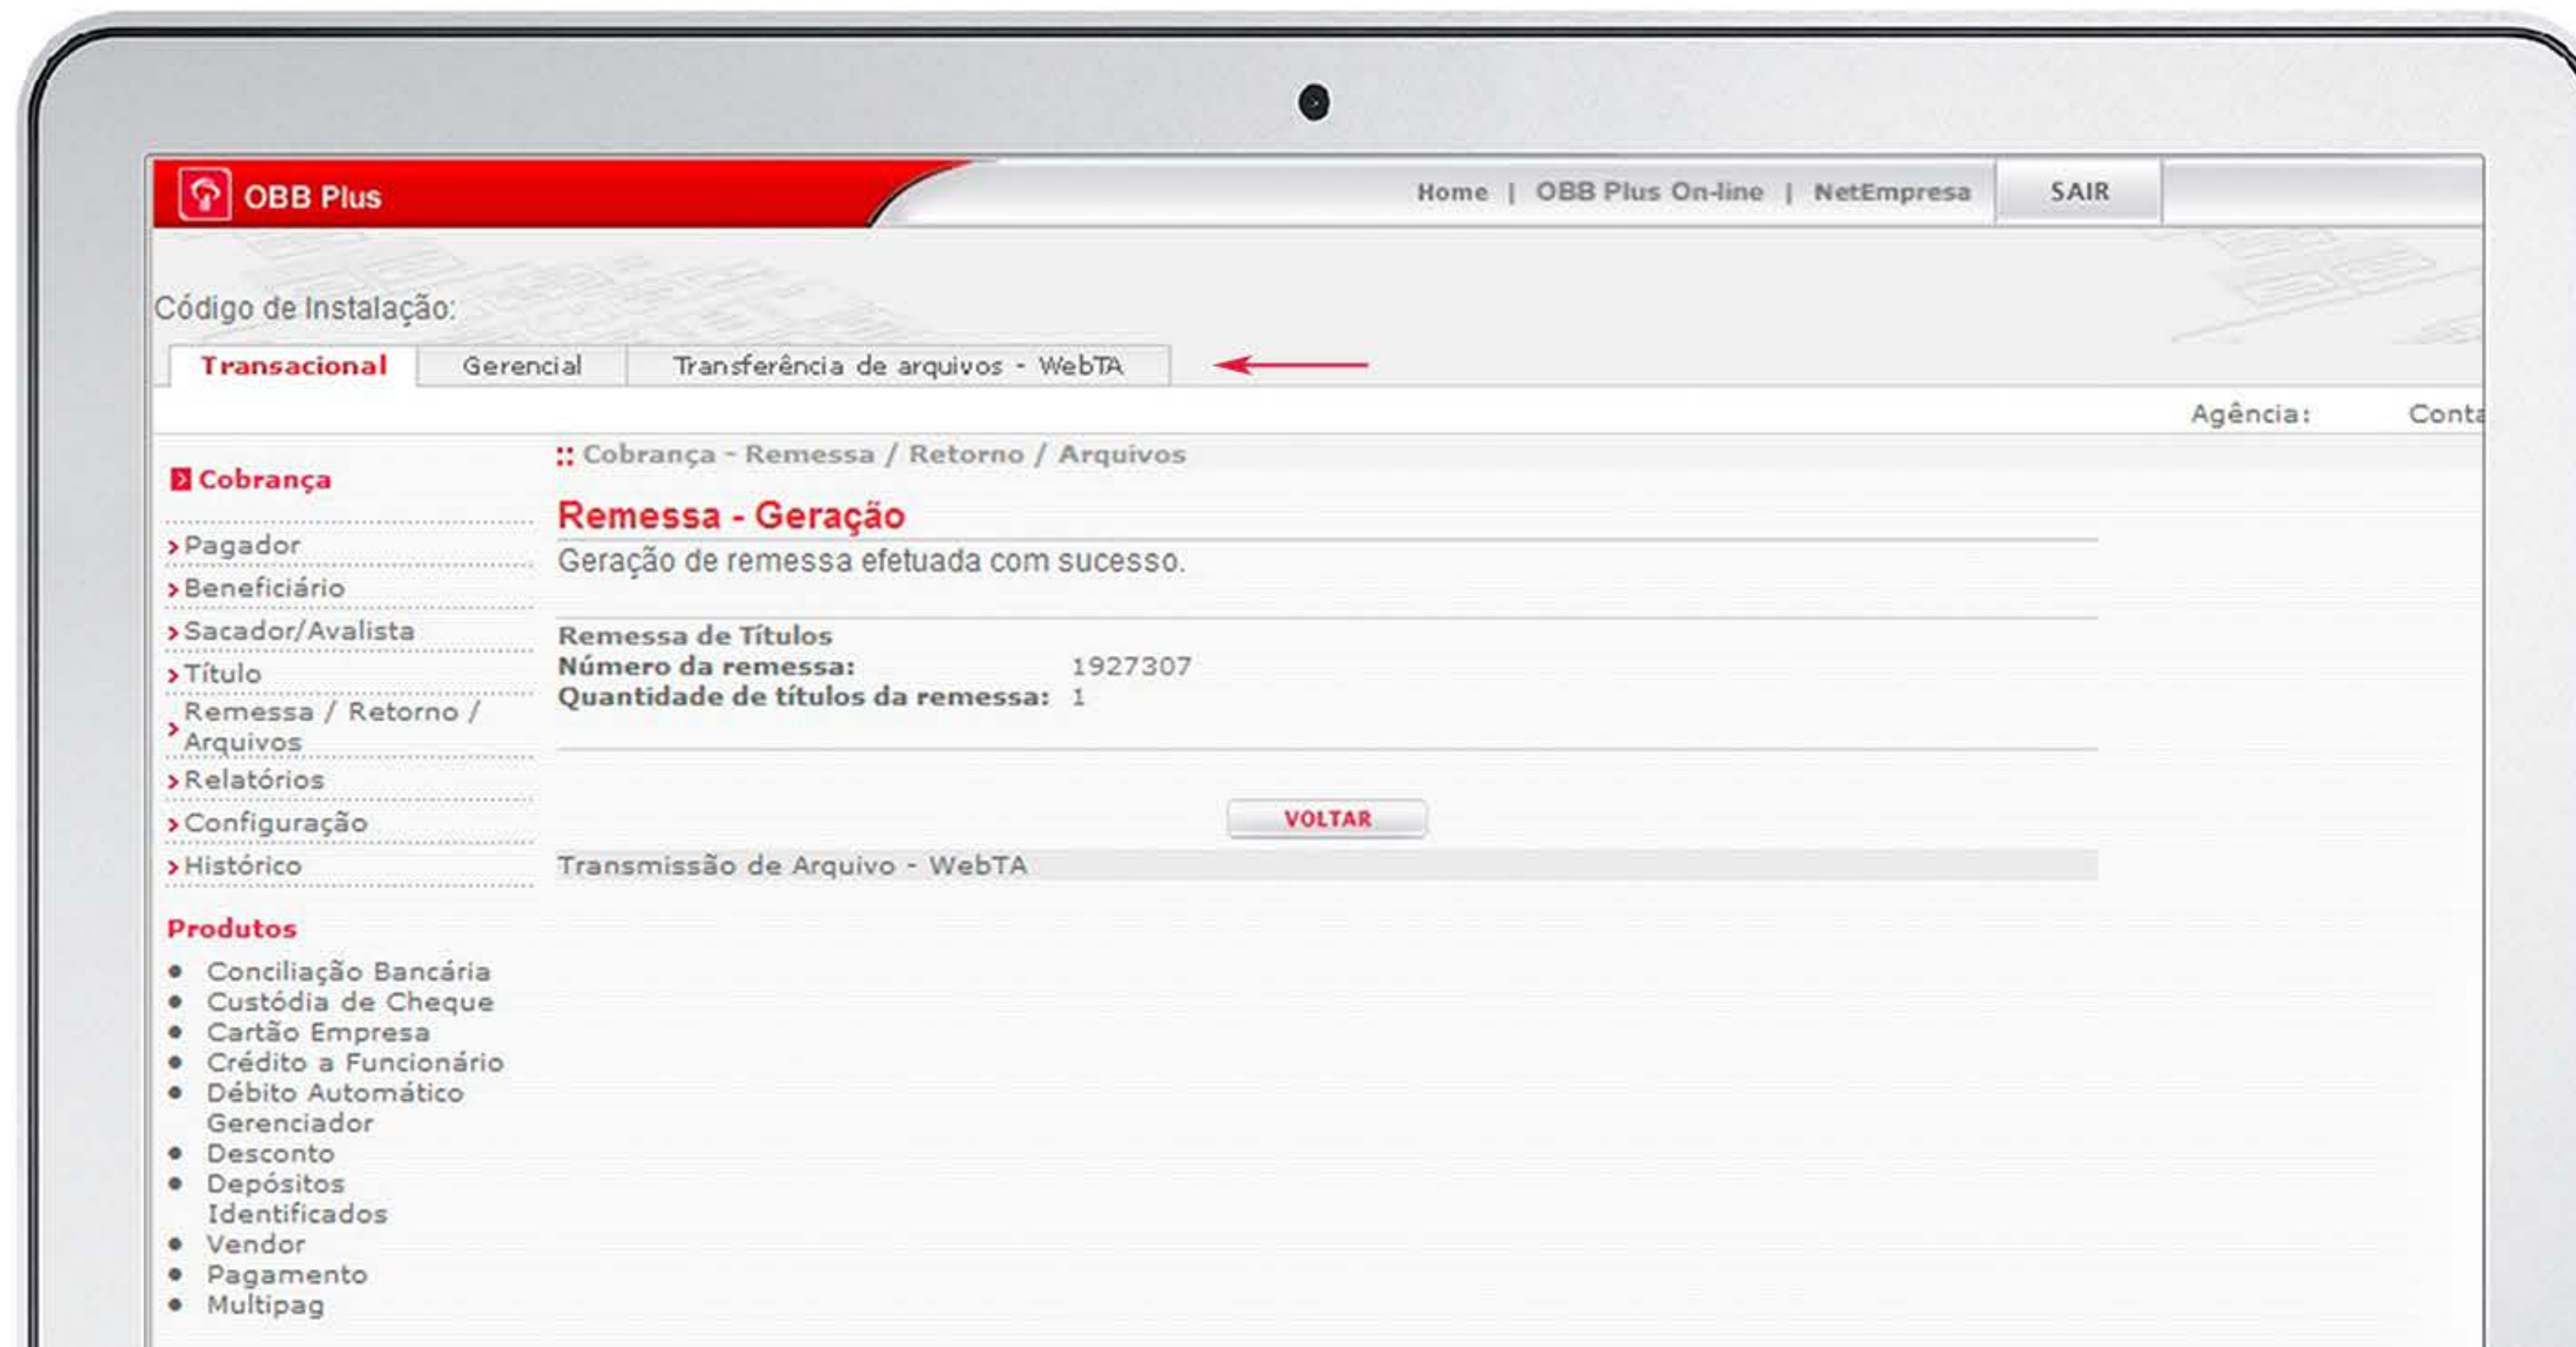 OBB Plus
Home | OBB Plus On-line | NetEmpresa
SAIR
Código de Instalação:
Transacional
Gerencial
Transferência de arquivos - WebTA
Agência:
Conta
Cobrança
Pagador
Beneficiário
Sacador/Avalista
Título
Remessa / Retorno /
Arquivos
Relatórios
Configuração
Histórico
Produtos
Conciliação Bancária
Custódia de Cheque
Cartão Empresa
Crédito a Funcionário
Débito Automático
Gerenciador
Desconto
Depósitos
Identificados
Vendor
Pagamento
Multipag
:: Cobrança - Remessa / Retorno / Arquivos
Remessa - Geração
Geração de remessa efetuada com sucesso.
Remessa de Títulos
Número da remessa: 1927307
Quantidade de títulos da remessa: 1
VOLTAR
Transmissão de Arquivo - WebTA